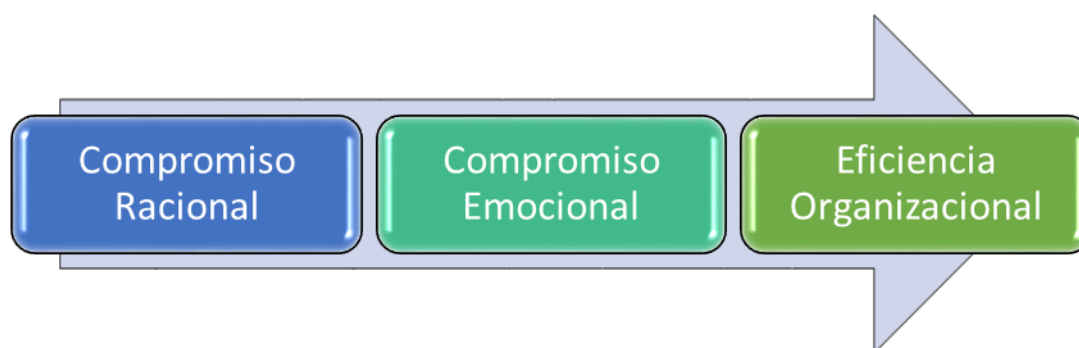 Compromiso
Racional
Compromiso
Emocional
Eficiencia
Organizacional